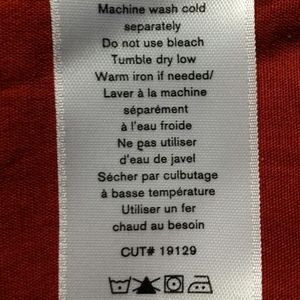 Machine wash cold
separately
Do not use bleach
Tumble dry low
Warm iron if needed/
Laver à la machine
séparément
à l'eau froide
Ne pas utiliser
d'eau de javel
Sécher par culbutage
à basse température
Utiliser un fer
chaud au besoin
CUT# 19129